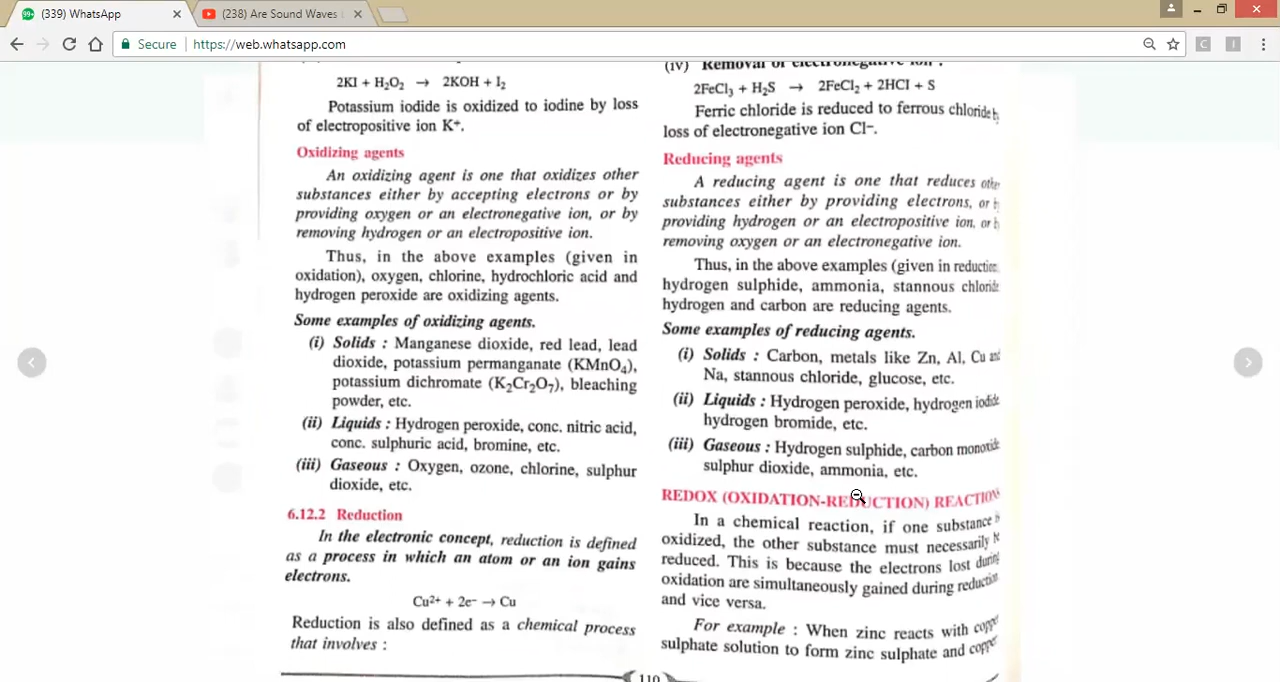 (339) WhatsApp
(238) Are Sound Waves
Secure
https://web.whatsapp.com
2KI + H₂O₂ → 2KOH + I₂
Potassium iodide is oxidized to iodine by loss
of electropositive ion K⁺.
Oxidizing agents
An oxidizing agent is one that oxidizes other
substances either by accepting electrons or by
providing oxygen or an electronegative ion, or by
removing hydrogen or an electropositive ion.
Thus, in the above examples (given in
oxidation), oxygen, chlorine, hydrochloric acid and
hydrogen peroxide are oxidizing agents.
Some examples of oxidizing agents.
(i) Solids : Manganese dioxide, red lead, lead
dioxide, potassium permanganate (KMnO₄),
potassium dichromate (K₂Cr₂O₇), bleaching
powder, etc.
(ii) Liquids : Hydrogen peroxide, conc. nitric acid,
conc. sulphuric acid, bromine, etc.
(iii) Gaseous : Oxygen, ozone, chlorine, sulphur
dioxide, etc.
6.12.2 Reduction
In the electronic concept, reduction is defined
as a process in which an atom or an ion gains
electrons.
Cu²⁺ + 2e⁻ → Cu
Reduction is also defined as a chemical process
that involves :
(iv) Removal of electronegative ion :
2FeCl₃ + H₂S → 2FeCl₂ + 2HCl + S
Ferric chloride is reduced to ferrous chloride
loss of electronegative ion Cl⁻.
Reducing agents
A reducing agent is one that reduces other
substances either by providing electrons, or
providing hydrogen or an electropositive ion, or
removing oxygen or an electronegative ion.
Thus, in the above examples (given in reduction
hydrogen sulphide, ammonia, stannous chloride
hydrogen and carbon are reducing agents.
Some examples of reducing agents.
(i) Solids : Carbon, metals like Zn, Al, Cu and
Na, stannous chloride, glucose, etc.
(ii) Liquids : Hydrogen peroxide, hydrogen iodide
hydrogen bromide, etc.
(iii) Gaseous : Hydrogen sulphide, carbon monoxide
sulphur dioxide, ammonia, etc.
REDOX (OXIDATION-REDUCTION) REACTION
In a chemical reaction, if one substance is
oxidized, the other substance must necessarily be
reduced. This is because the electrons lost during
oxidation are simultaneously gained during reduction
and vice versa.
For example : When zinc reacts with copper
sulphate solution to form zinc sulphate and copper
110